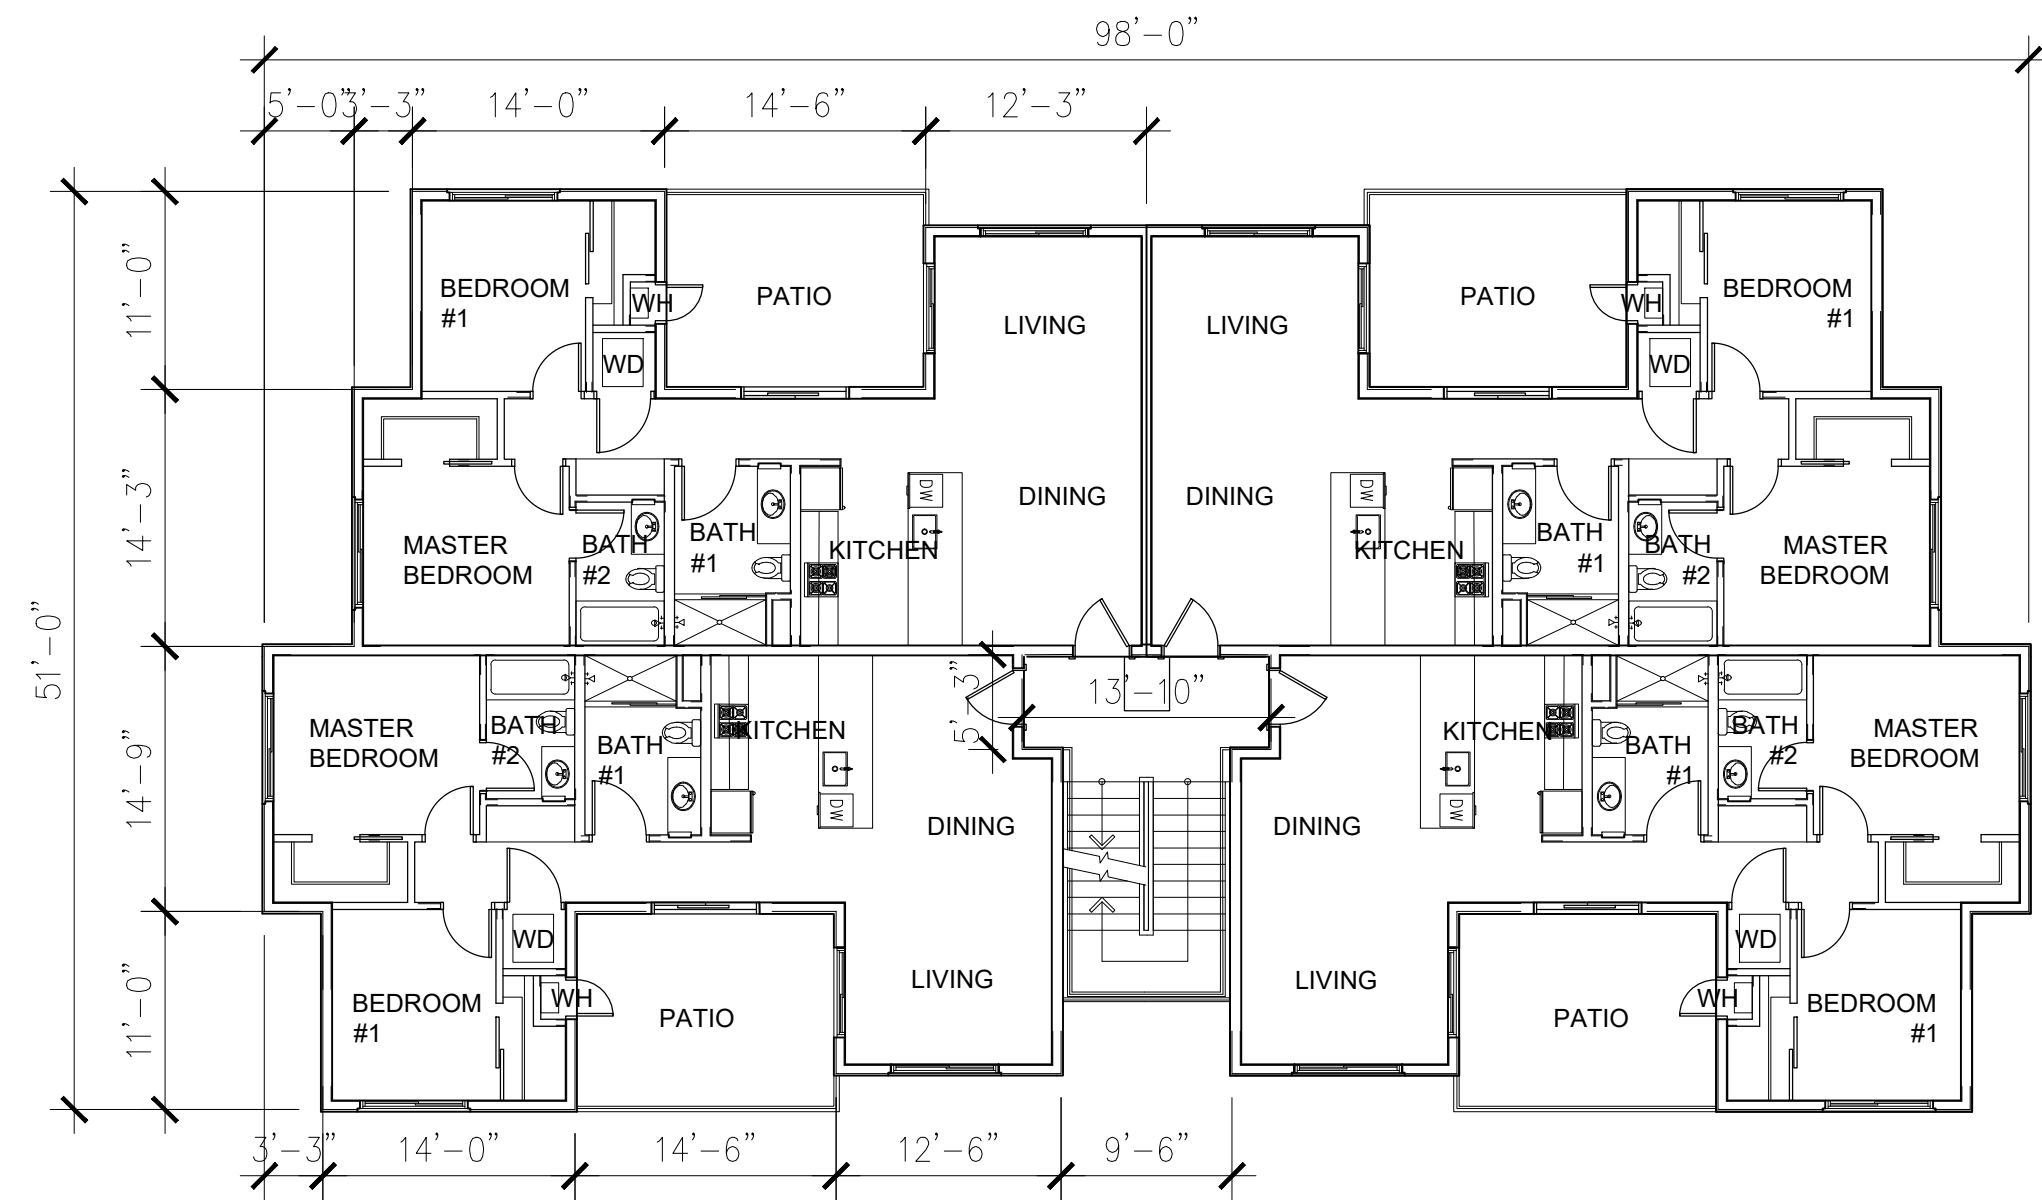 98'-0"
5'-0" 3'-3" 14'-0" 14'-6" 12'-3"
51'-0"
11'-0"
14'-3"
14'-9"
11'-0"
BEDROOM
#1
WH
WD
PATIO
LIVING
LIVING
PATIO
WH
WD
BEDROOM
#1
MASTER
BEDROOM
BATH
#2
BATH
#1
KITCHEN
DW
DINING
DINING
DW
KITCHEN
BATH
#1
BATH
#2
MASTER
BEDROOM
MASTER
BEDROOM
BATH
#2
BATH
#1
KITCHEN
DW
DINING
5'-3"
13'-10"
DINING
KITCHEN
DW
BATH
#1
BATH
#2
MASTER
BEDROOM
BEDROOM
#1
WD
WH
PATIO
LIVING
LIVING
PATIO
WH
WD
BEDROOM
#1
3'-3" 14'-0" 14'-6" 12'-6" 9'-6"